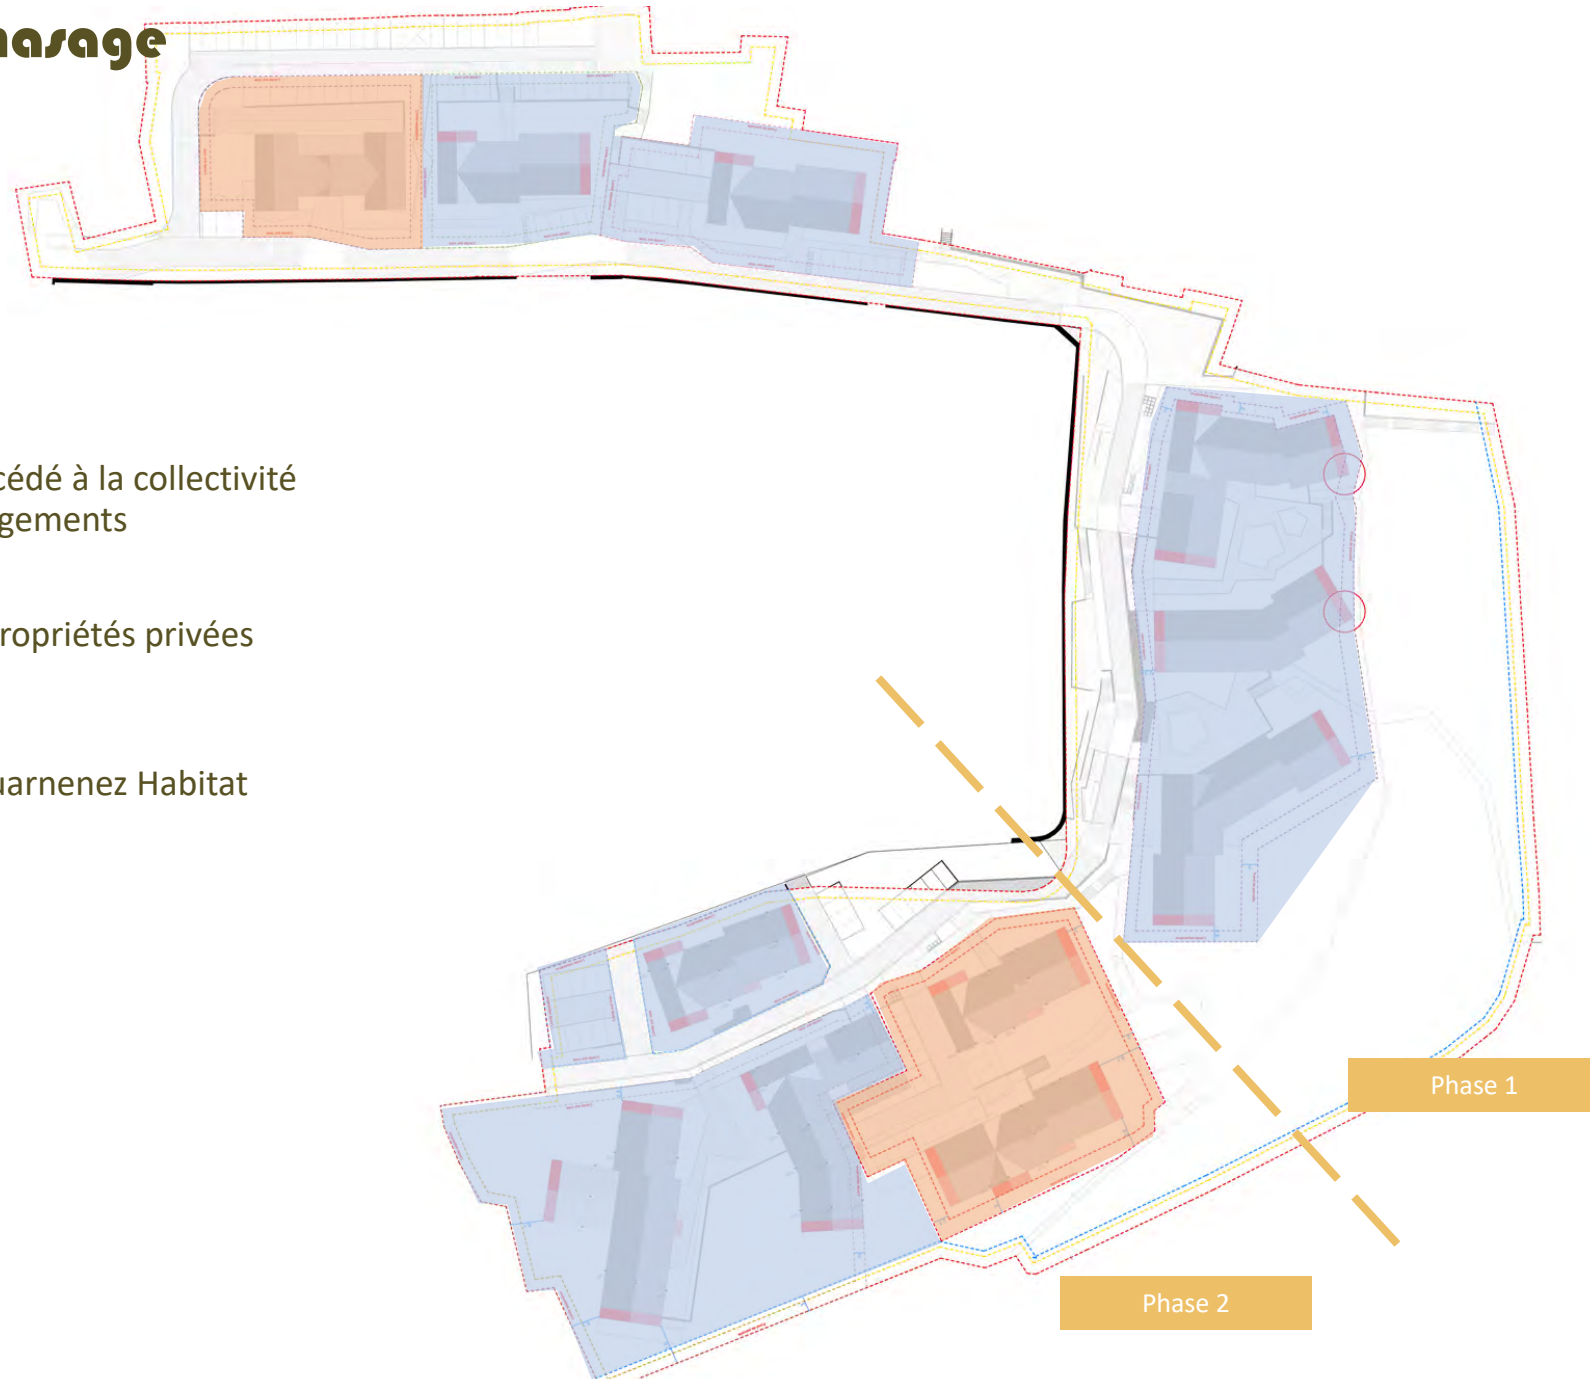 nasage
cédé à la collectivité
gements
ropriétés privées
uarnenez Habitat
Phase 1
Phase 2